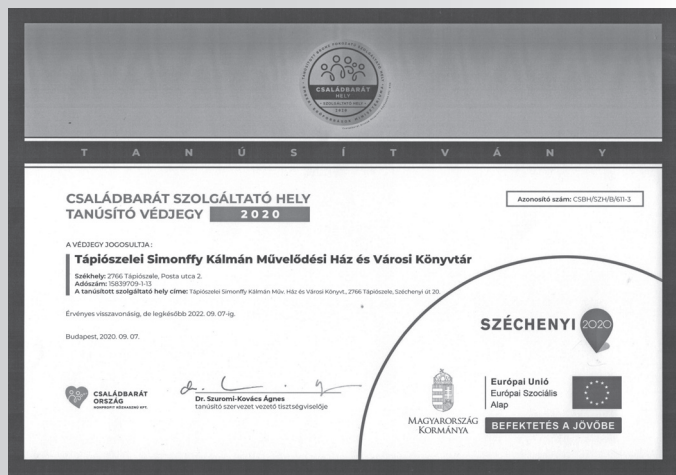 CSALÁDBARÁT
HELY
SZOLGÁLTATÓ HELY
2020
TANÚSÍTVÁNY
CSALÁDBARÁT SZOLGÁLTATÓ HELY
TANÚSÍTÓ VÉDJEGY 2020
Azonosító szám: CSBH/SZH/B/611-3
A VÉDJEGY JOGOSULTJA:
Tápiószelei Simonffy Kálmán Művelődési Ház és Városi Könyvtár
Székhely: 2766 Tápiószele, Posta utca 2.
Adószám: 15839709-1-13
A tanúsított szolgáltató hely címe: Tápiószelei Simonffy Kálmán Műv. Ház és Városi Könyvt., 2766 Tápiószele, Széchenyi út 20.
Érvényes visszavonásig, de legkésőbb 2022. 09. 07-ig.
Budapest, 2020. 09. 07.
SZÉCHENYI 2020
CSALÁDBARÁT
ORSZÁG
NONPROFIT KÖZHASZNÚ KFT.
Dr. Szuromi-Kovács Ágnes
tanúsító szervezet vezető tisztségviselője
MAGYARORSZÁG
KORMÁNYA
Európai Unió
Európai Szociális
Alap
BEFEKTETÉS A JÖVŐBE